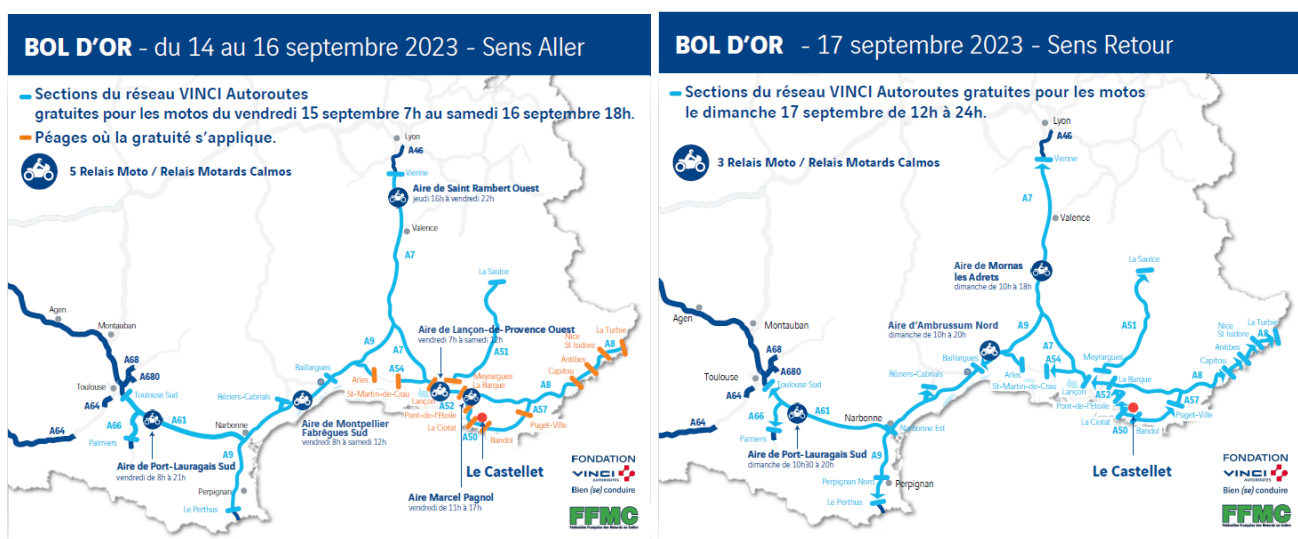 BOL D'OR - du 14 au 16 septembre 2023 - Sens Aller
Sections du réseau VINCI Autoroutes
gratuites pour les motos du vendredi 15 septembre 7h au samedi 16 septembre 18h.
Péages où la gratuité s'applique.
5 Relais Moto / Relais Motards Calmos
Lyon
A46
Vienne
Aire de Saint Rambert Ouest
jeudi 16h à vendredi 22h
Valence
A7
La Saulce
Agen
Montauban
Aire de Lançon-de-Provence Ouest
vendredi 7h à samedi 12h
La Turbie
Nice
St Isidore
A8
Antibes
Capitou
A9
A7
A51
A68
A680
Baillargues
Arles
A54
Meyrargues
La Barque
A8
Toulouse
Toulouse Sud
A64
Béziers-Cabrials
St-Martin-de-Crau
Lançon
A52
A57
Pont-de-l'Etoile
Puget-Ville
A66
A61
Narbonne
Aire de Montpellier
Fabrègues Sud
vendredi 8h à samedi 12h
La Ciotat
A50
Bandol
A64
Palmiers
A9
Aire de Port-Lauragais Sud
vendredi de 8h à 21h
Le Castellet
Perpignan
Aire Marcel Pagnol
vendredi de 11h à 17h
Le Perthus
FONDATION
VINCI
AUTOROUTES
Bien (se) conduire
FFMC
Fédération Française des Motards en Colère
BOL D'OR - 17 septembre 2023 - Sens Retour
Sections du réseau VINCI Autoroutes gratuites pour les motos
le dimanche 17 septembre de 12h à 24h.
3 Relais Moto / Relais Motards Calmos
Lyon
A46
Vienne
A7
Valence
Aire de Mornas
les Adrets
dimanche de 10h à 18h
La Saulce
Agen
Montauban
Aire d'Ambrussum Nord
dimanche de 10h à 20h
A9
A7
A51
La Turbie
Nice
St Isidore
A8
Antibes
Capitou
A68
A680
Baillargues
A54
Meyrargues
La Barque
A8
Toulouse
Toulouse Sud
A64
Béziers-Cabrials
Arles
St-Martin-de-Crau
Lançon
A52
A57
Pont-de-l'Etoile
Puget-Ville
A66
A61
Narbonne
Narbonne Est
La Ciotat
A50
Bandol
A64
Palmiers
Aire de Port-Lauragais Sud
dimanche de 10h30 à 20h
A9
Le Castellet
Perpignan Nord
Perpignan
Le Perthus
FONDATION
VINCI
AUTOROUTES
Bien (se) conduire
FFMC
Fédération Française des Motards en Colère